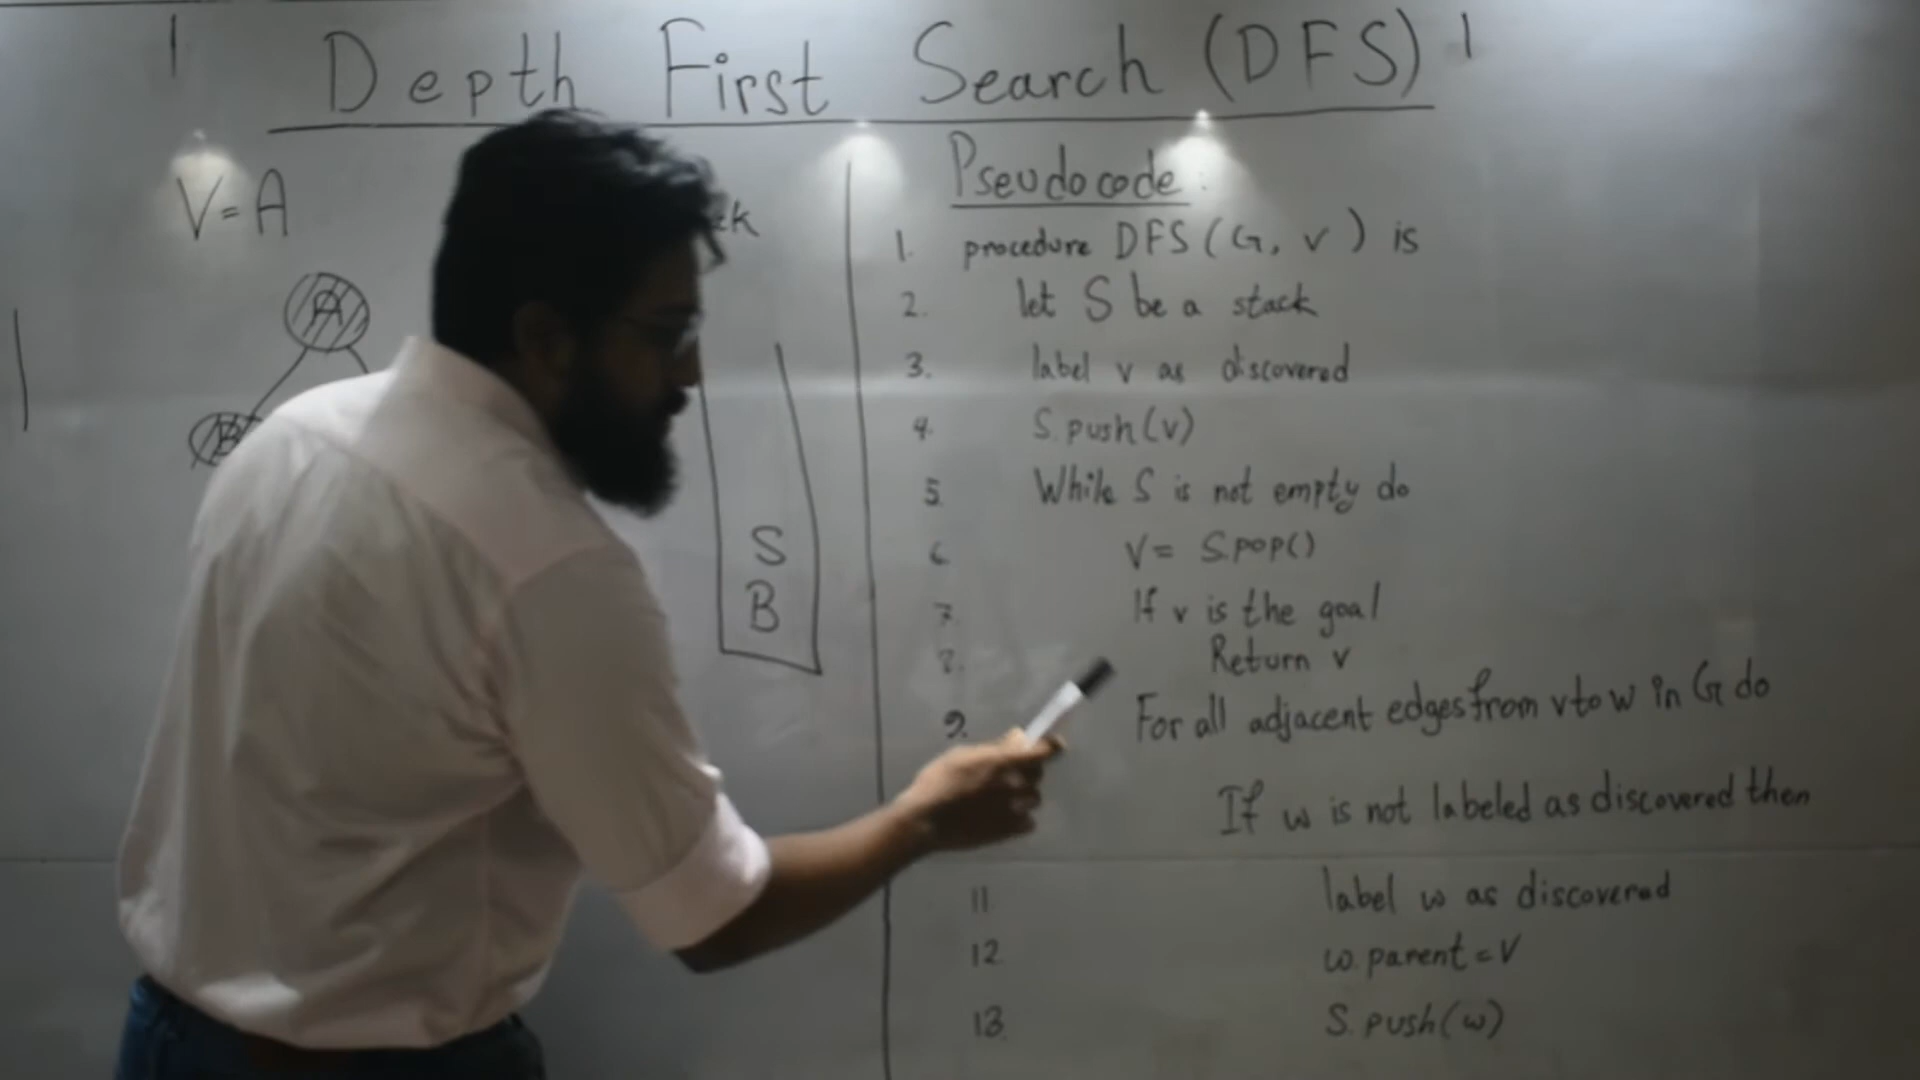 Depth First Search (DFS)
V = A
A
B
S
B
Pseudocode:
1. procedure DFS (G, v) is
2. let S be a stack
3. label v as discovered
4. S.push(v)
5. While S is not empty do
6 V = S.POP()
7. If v is the goal
8. Return v
9. For all adjacent edges from v to w in G do
If w is not labeled as discovered then
11 label w as discovered
12 w.parent = V
13 S.push(w)